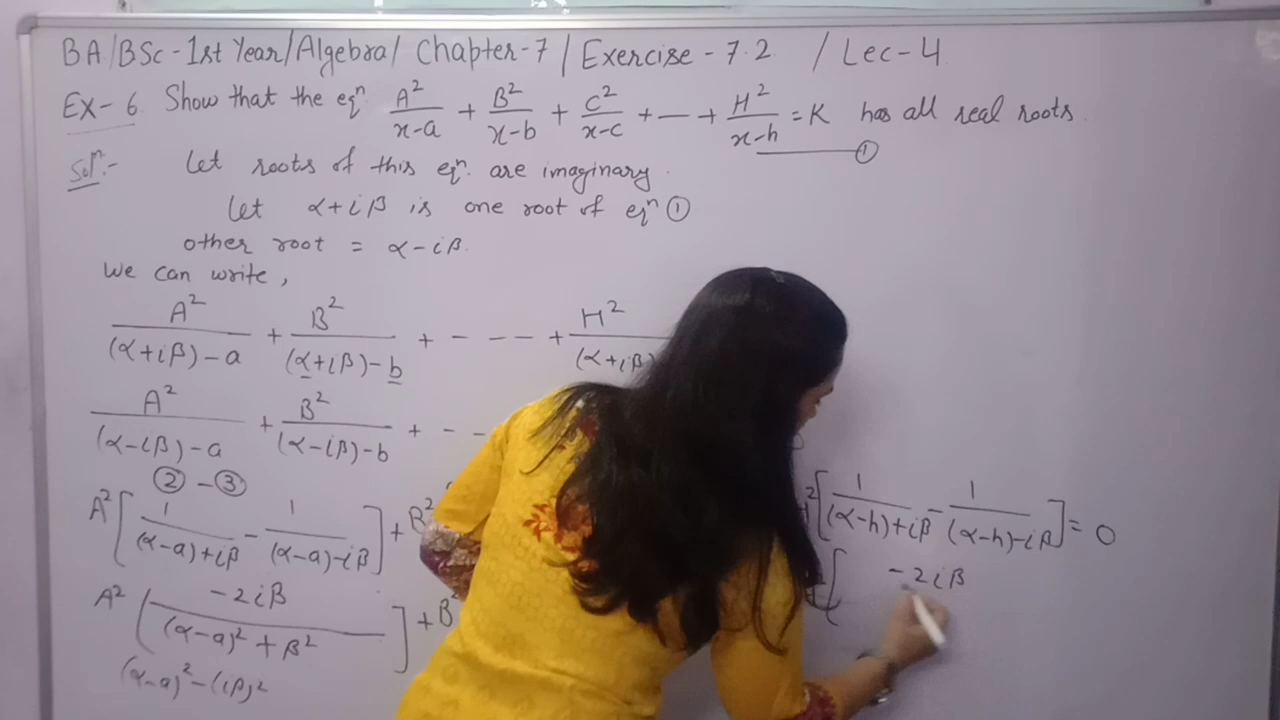 BA/BSc-1st Year/Algebra/ Chapter-7 / Exercise-7.2 / Lec-4
Ex-6. Show that the eqⁿ A²/(x-a) + B²/(x-b) + C²/(x-c) + --- + H²/(x-h) = K has all real roots
①
Solⁿ:- Let roots of this eqⁿ. are imaginary.
Let α+iβ is one root of eqⁿ ①
other root = α-iβ.
We can write,
A²/((α+iβ)-a) + B²/((α+iβ)-b) + ---- + H²/(α+iβ)
A²/((α-iβ)-a) + B²/((α-iβ)-b) + --
② - ③
A² [1/((α-a)+iβ) - 1/((α-a)-iβ)] + B² [1/((α-h)+iβ) - 1/((α-h)-iβ)] = 0
A² (-2iβ/((α-a)²+β²)] + B² [ -2iβ
(α-a)²-(iβ)²